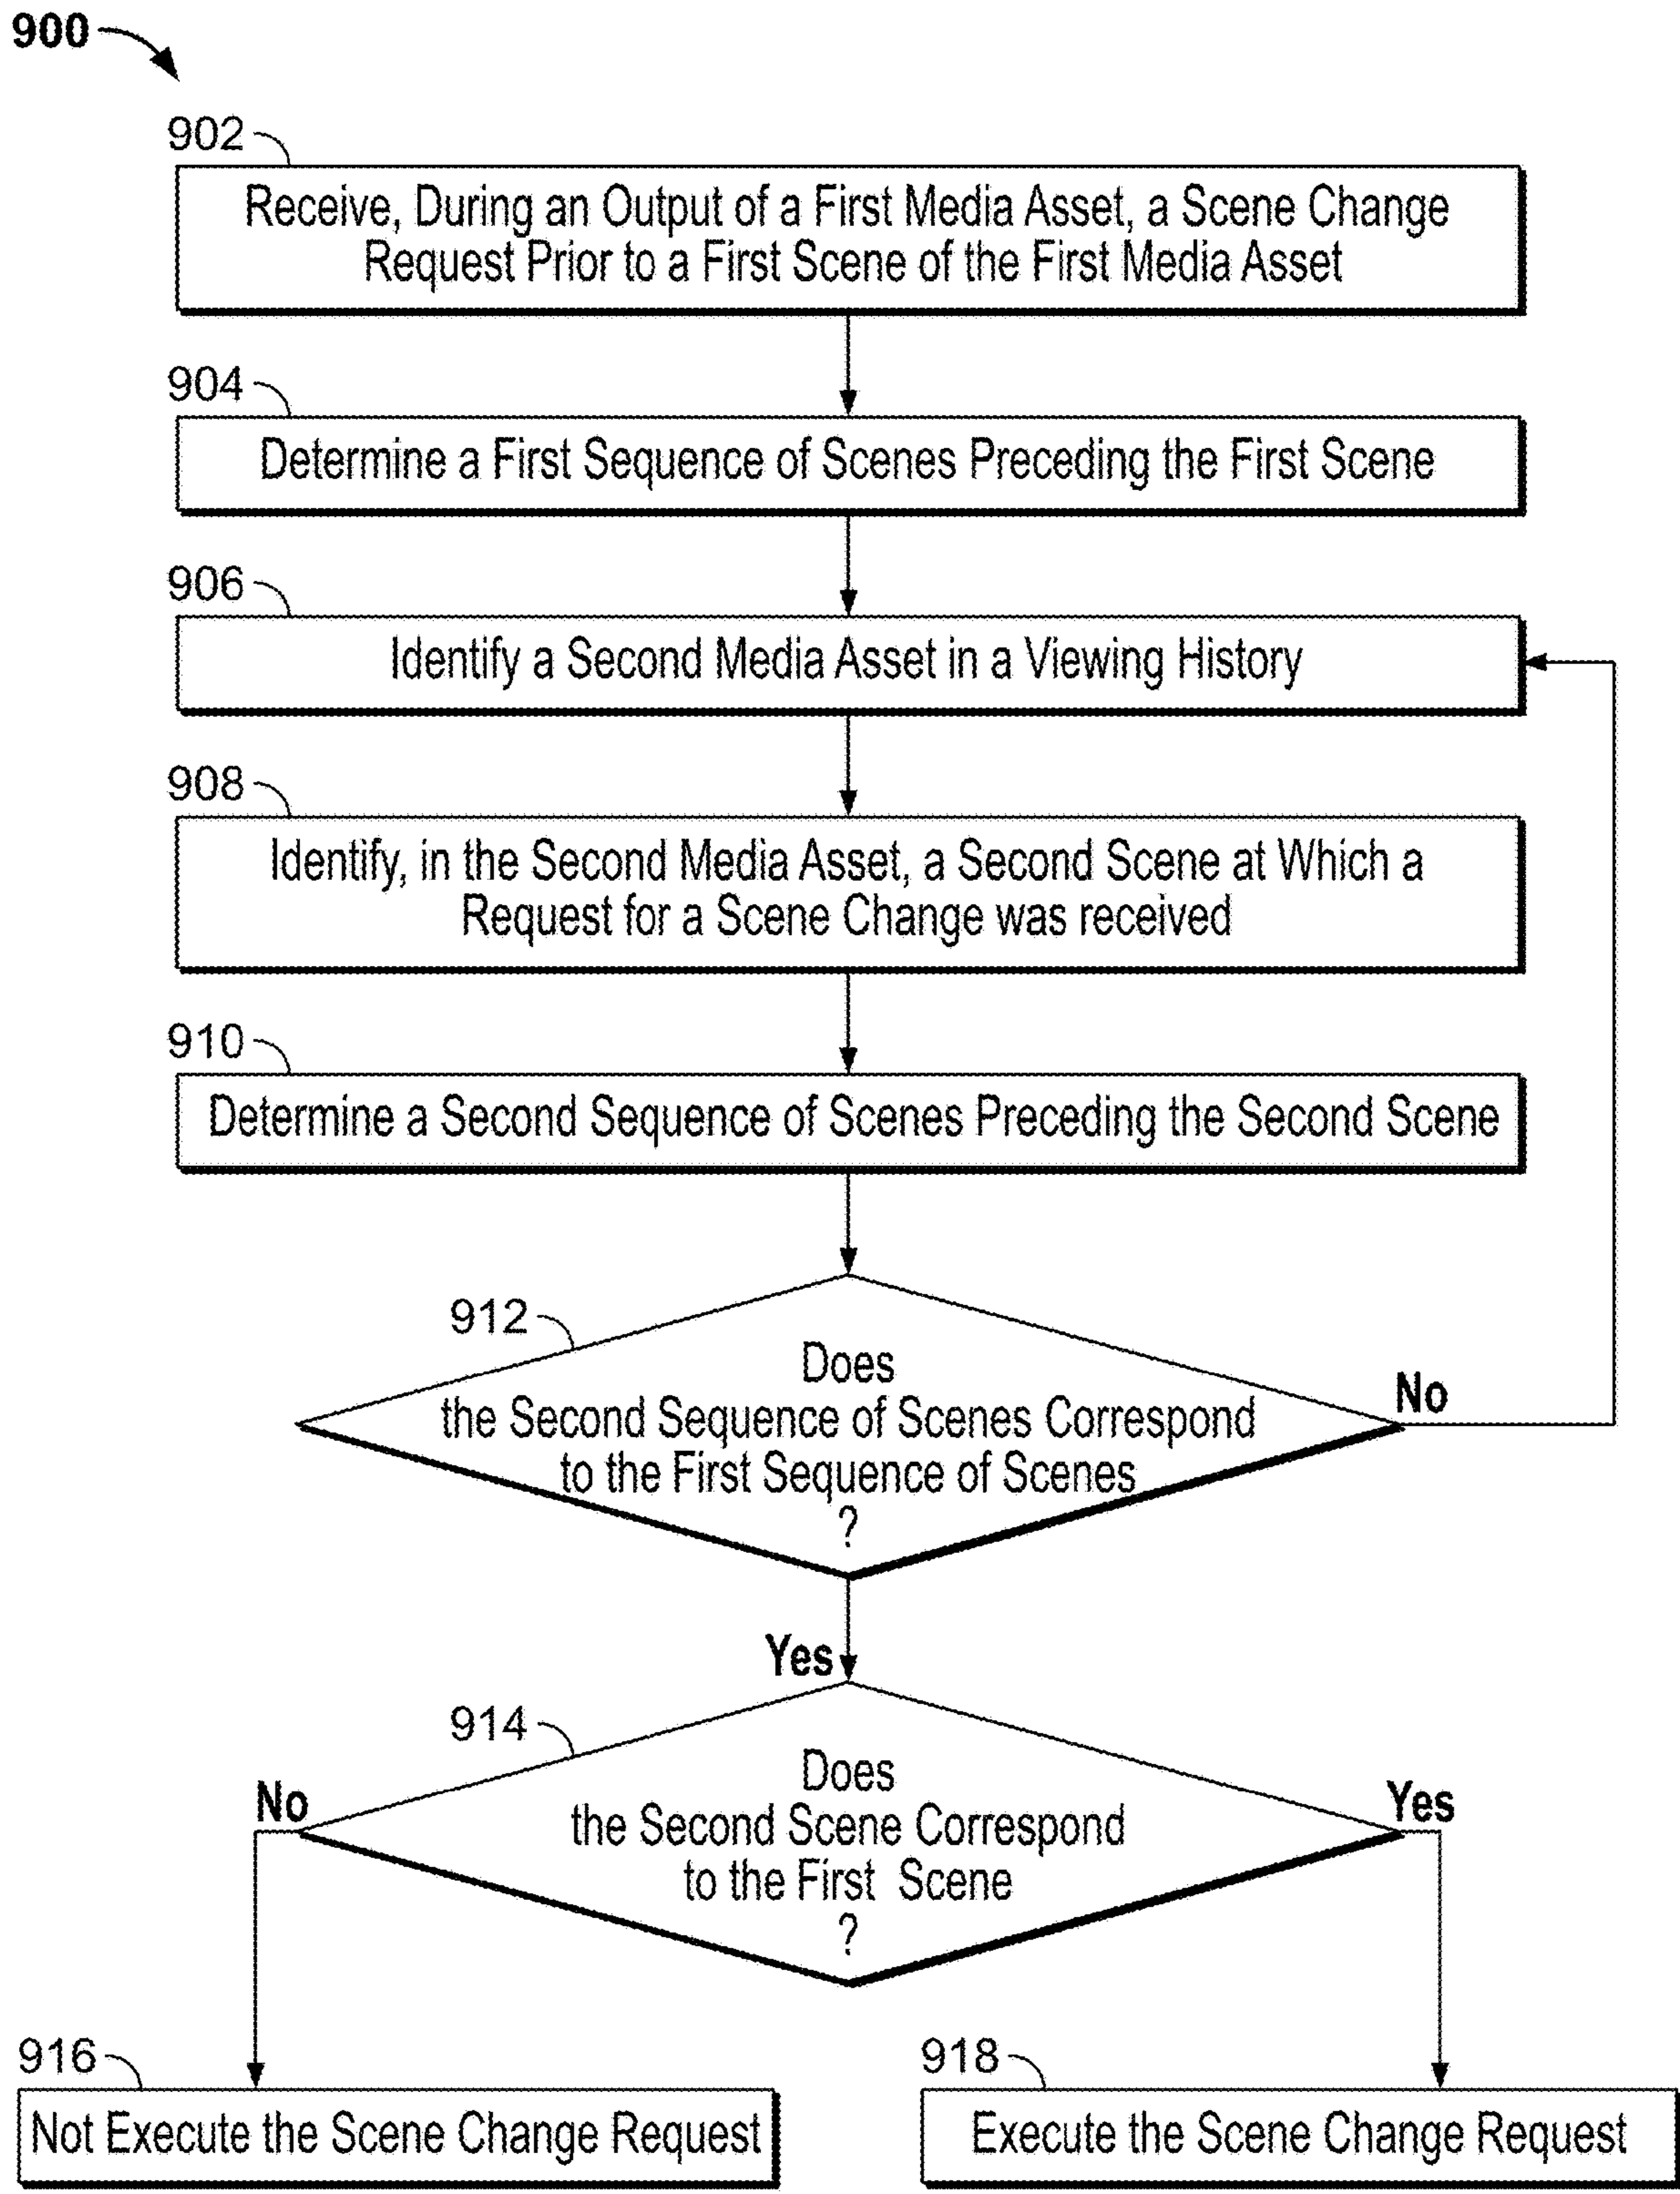 900
902
Receive, During an Output of a First Media Asset, a Scene Change
Request Prior to a First Scene of the First Media Asset
904
Determine a First Sequence of Scenes Preceding the First Scene
906
Identify a Second Media Asset in a Viewing History
908
Identify, in the Second Media Asset, a Second Scene at Which a
Request for a Scene Change was received
910
Determine a Second Sequence of Scenes Preceding the Second Scene
912
Does
the Second Sequence of Scenes Correspond
to the First Sequence of Scenes
?
No
Yes
914
Does
the Second Scene Correspond
to the First Scene
?
No
Yes
916
Not Execute the Scene Change Request
918
Execute the Scene Change Request